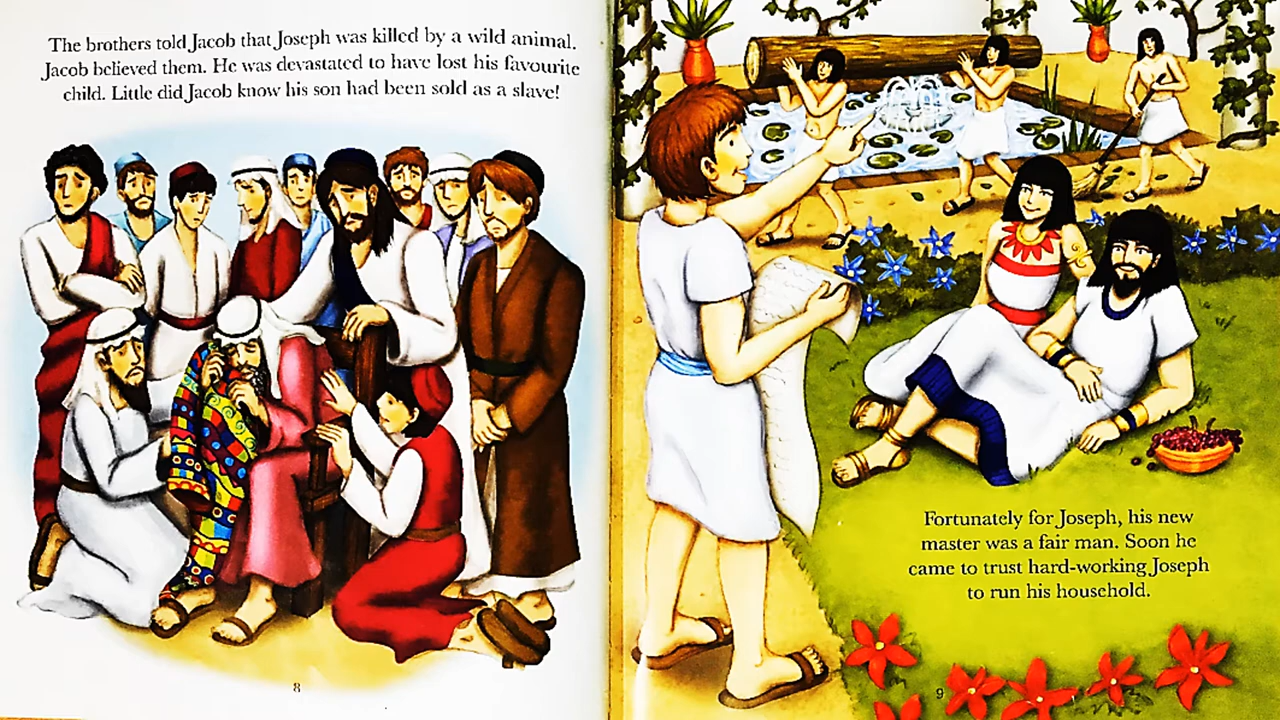 The brothers told Jacob that Joseph was killed by a wild animal.
Jacob believed them. He was devastated to have lost his favourite
child. Little did Jacob know his son had been sold as a slave!
8
Fortunately for Joseph, his new
master was a fair man. Soon he
came to trust hard-working Joseph
to run his household.
9